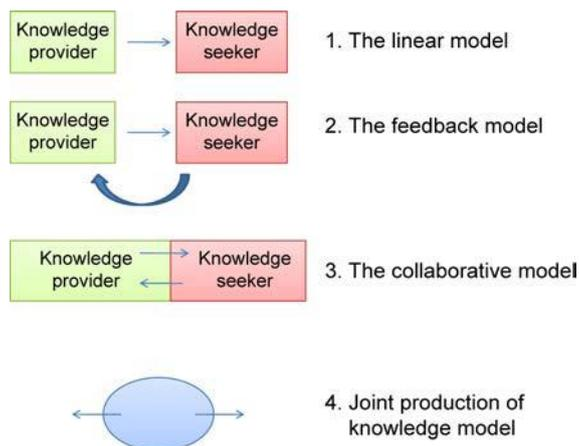 Knowledge
provider
Knowledge
seeker
1. The linear model
Knowledge
provider
Knowledge
seeker
2. The feedback model
Knowledge
provider
Knowledge
seeker
3. The collaborative model
4. Joint production of
knowledge model